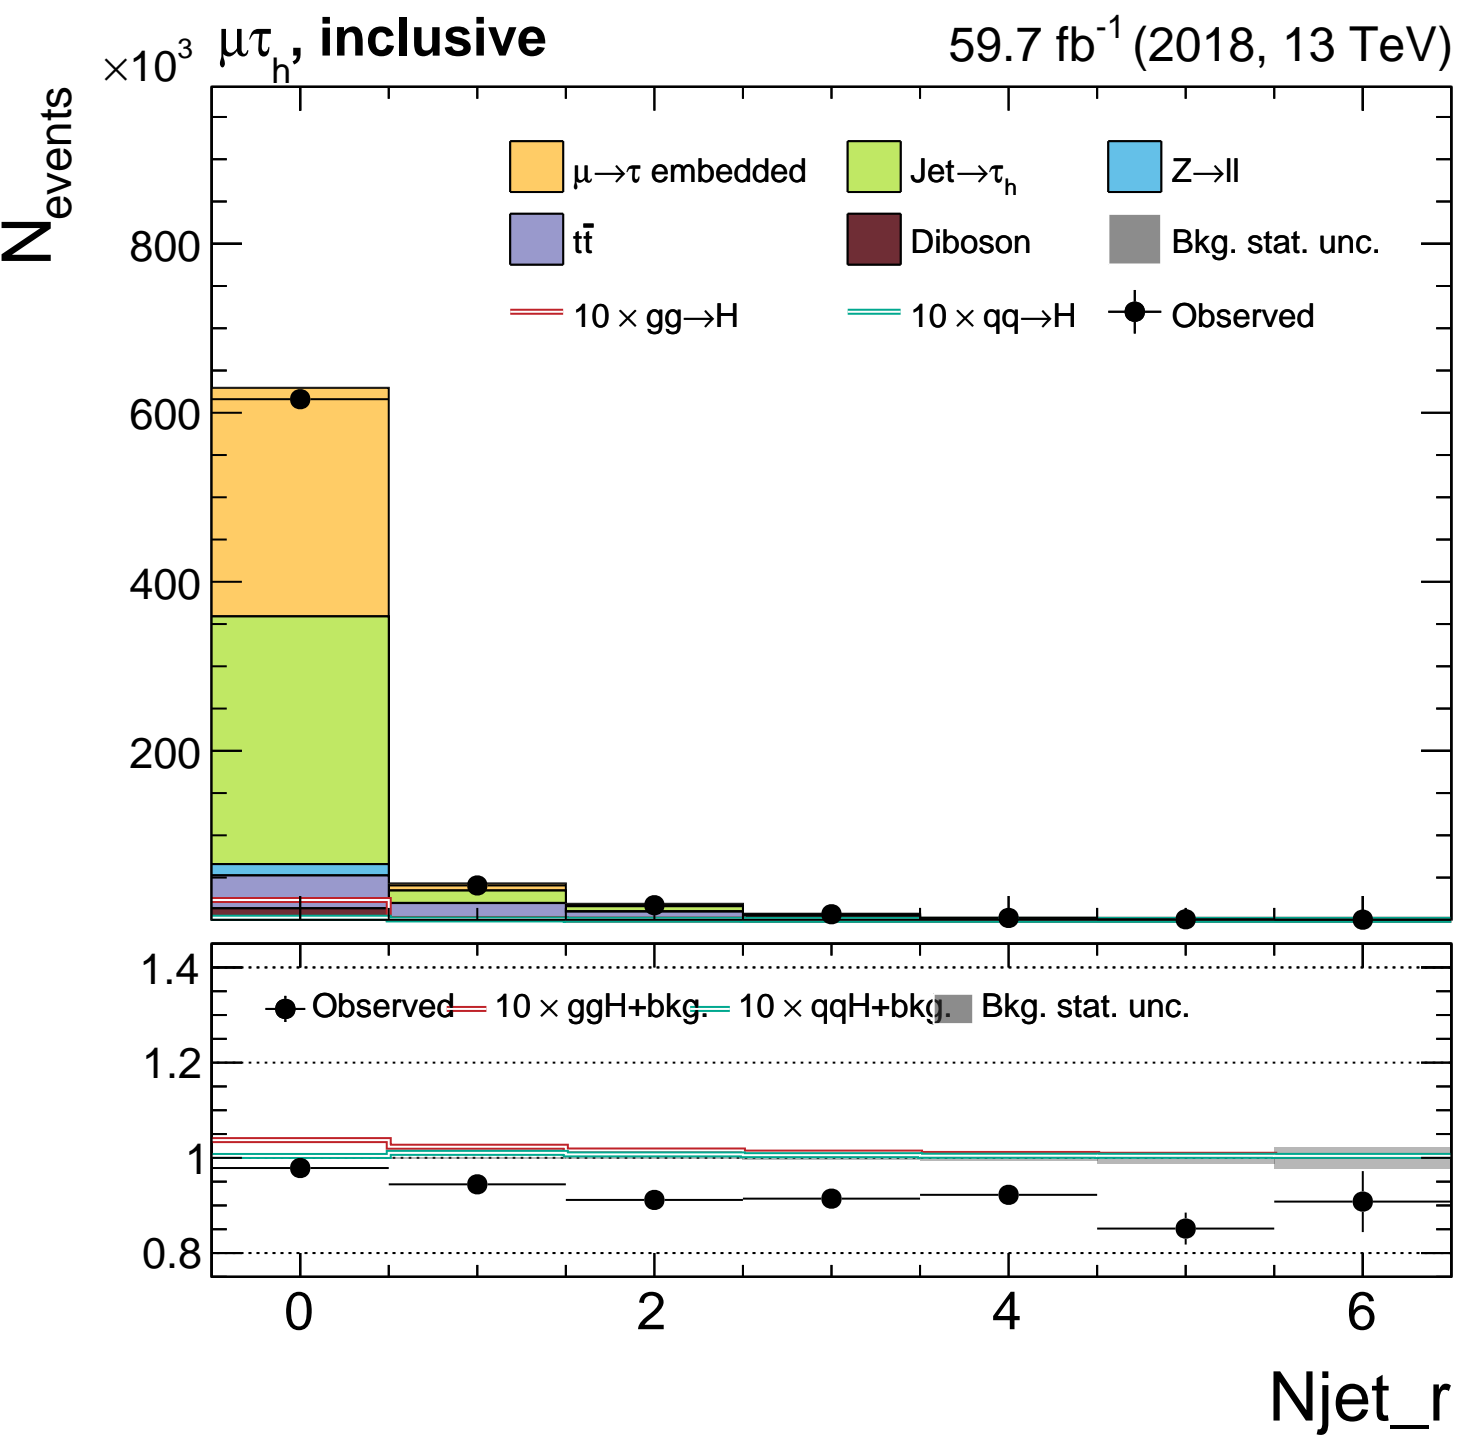 ×10³ μτₕ, inclusive 59.7 fb⁻¹ (2018, 13 TeV)
N_events
μ→τ embedded Jet→τₕ Z→ll
tt̄ Diboson Bkg. stat. unc.
10 × gg→H 10 × qq→H Observed
800
600
400
200
1.4
Observed 10 × ggH+bkg. 10 × qqH+bkg. Bkg. stat. unc.
1.2
1
0.8
0 2 4 6
Njet_r